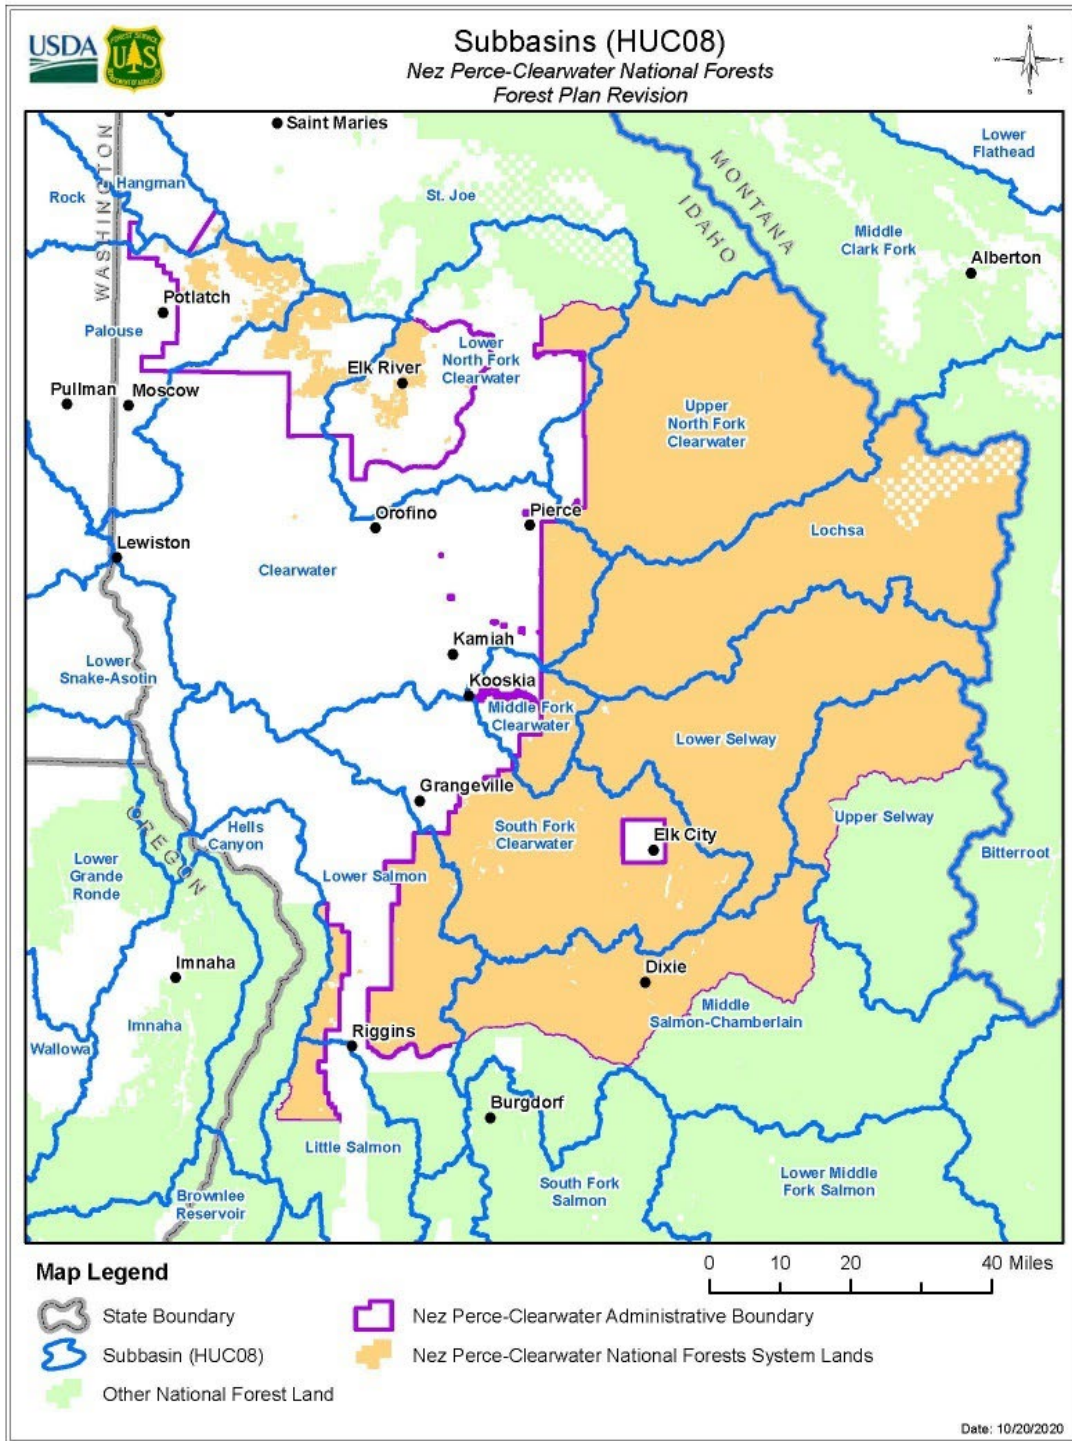 USDA
FOREST SERVICE
UAS
DEPARTMENT OF AGRICULTURE
Subbasins (HUC08)
Nez Perce-Clearwater National Forests
Forest Plan Revision
N
W
E
S
Saint Maries
WASHINGTON
Hangman
Rock
St. Joe
MONTANA
IDAHO
Lower
Flathead
Middle
Clark Fork
Alberton
Potlatch
Palouse
Lower
North Fork
Clearwater
Elk River
Pullman
Moscow
Upper
North Fork
Clearwater
Orofino
Pierce
Lochsa
Lewiston
Clearwater
Kamiah
Lower
Snake-Asotin
Kooskia
Middle Fork
Clearwater
Lower Selway
Grangeville
OREGON
Hells
Canyon
South Fork
Clearwater
Elk City
Upper Selway
Bitterroot
Lower
Grande
Ronde
Lower Salmon
Imnaha
Dixie
Imnaha
Middle
Salmon-Chamberlain
Wallowa
Riggins
Burgdorf
Little Salmon
South Fork
Salmon
Lower Middle
Fork Salmon
Brownlee
Reservoir
Map Legend
0 10 20 40 Miles
State Boundary
Nez Perce-Clearwater Administrative Boundary
Subbasin (HUC08)
Nez Perce-Clearwater National Forests System Lands
Other National Forest Land
Date: 10/20/2020